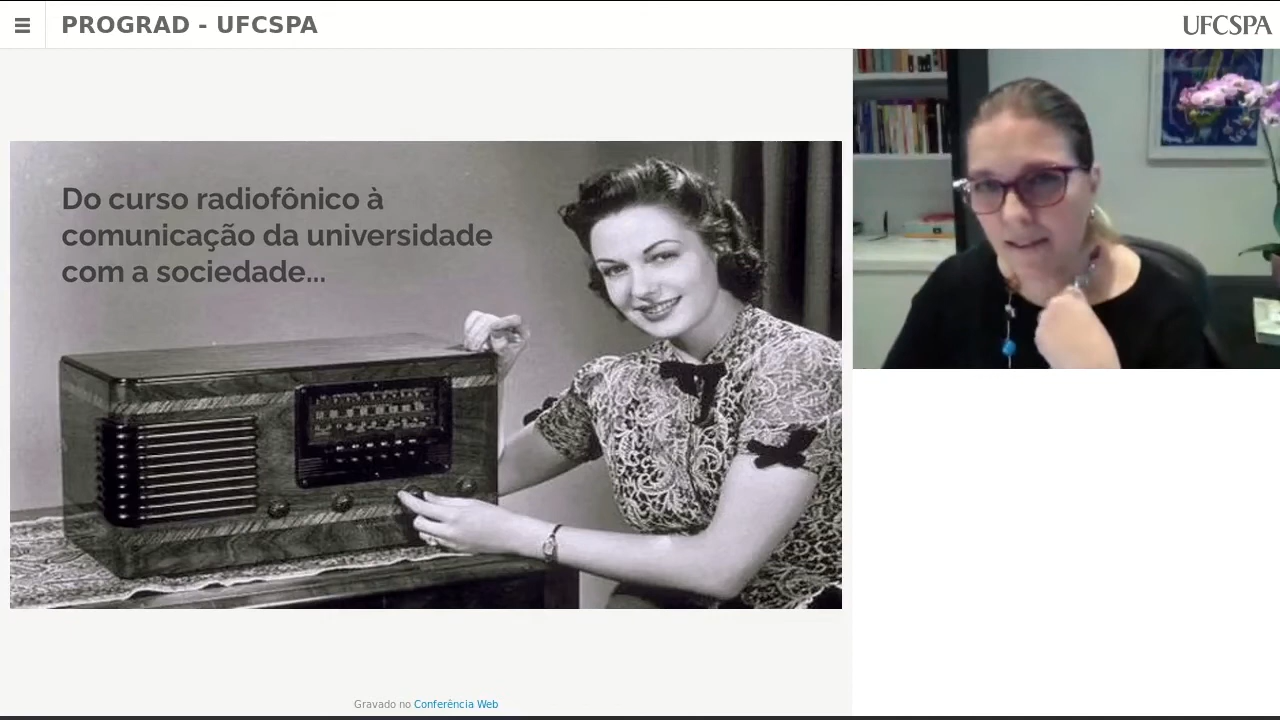 PROGRAD - UFCSPA
UFCSPA
Do curso radiofônico à
comunicação da universidade
com a sociedade...
Gravado no Conferência Web